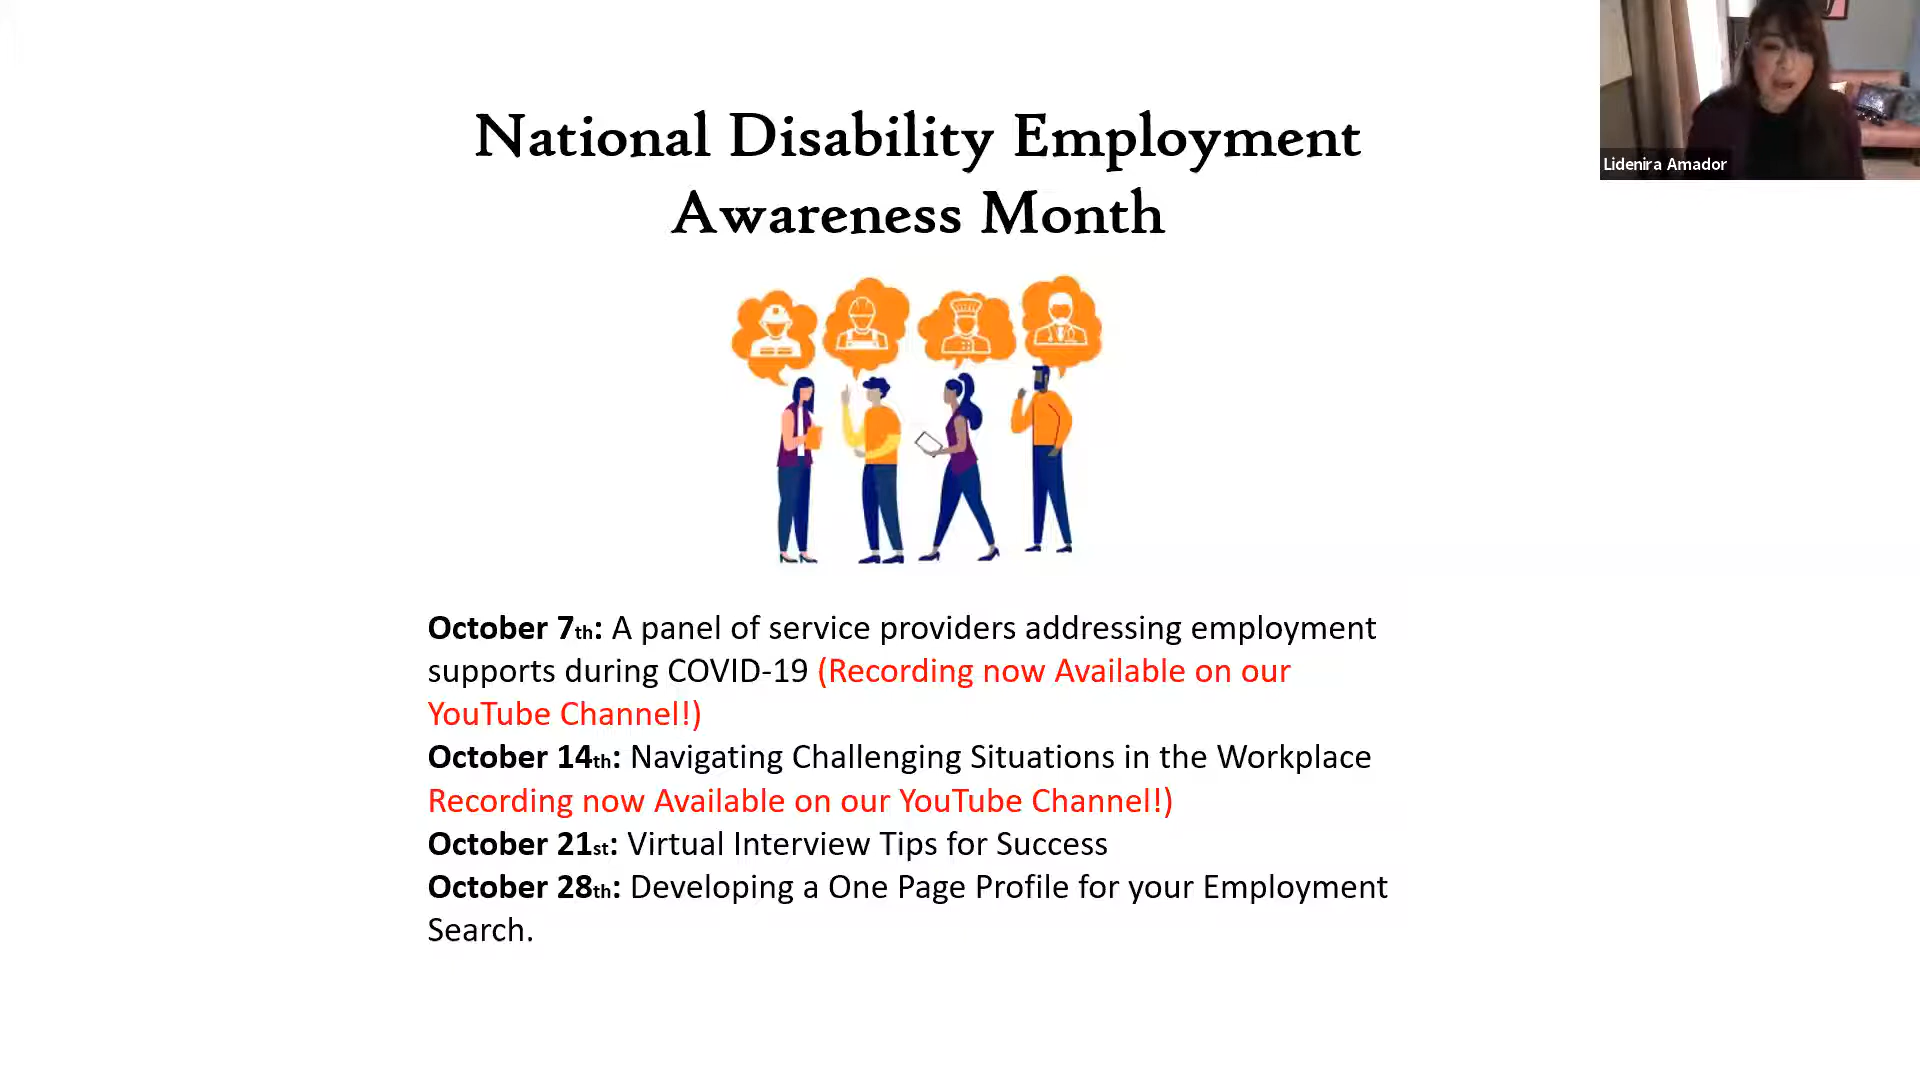 National Disability Employment
Awareness Month
Lidenira Amador
October 7th: A panel of service providers addressing employment
supports during COVID-19 (Recording now Available on our
YouTube Channel!)
October 14th: Navigating Challenging Situations in the Workplace
Recording now Available on our YouTube Channel!)
October 21st: Virtual Interview Tips for Success
October 28th: Developing a One Page Profile for your Employment
Search.